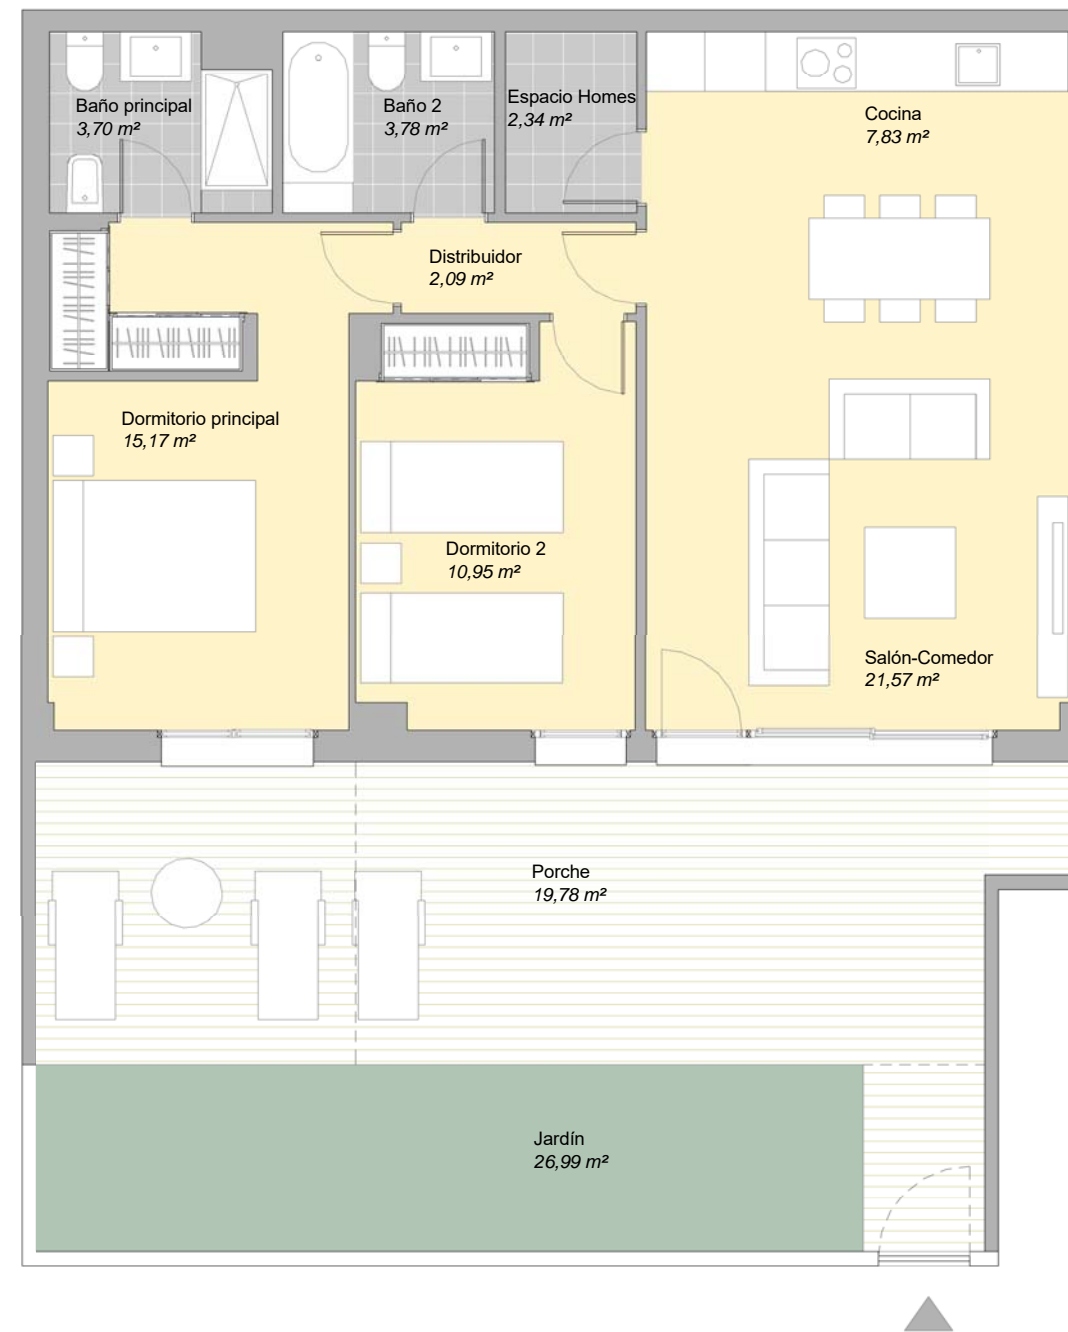 Baño principal
3,70 m²
Baño 2
3,78 m²
Espacio Homes
2,34 m²
Cocina
7,83 m²
Distribuidor
2,09 m²
Dormitorio principal
15,17 m²
Dormitorio 2
10,95 m²
Salón-Comedor
21,57 m²
Porche
19,78 m²
Jardín
26,99 m²